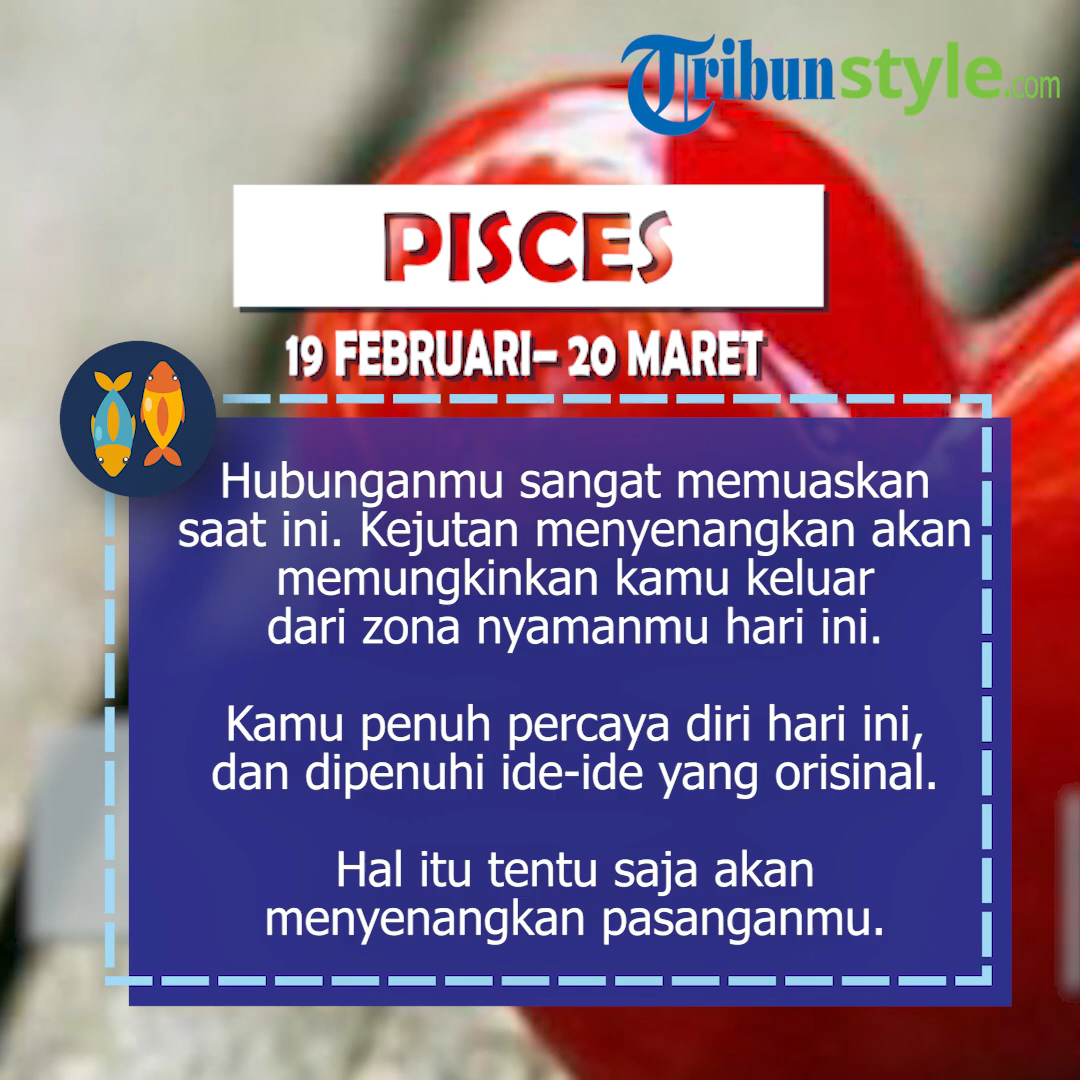 Tribunstyle.com
PISCES
19 FEBRUARI– 20 MARET
Hubunganmu sangat memuaskan
saat ini. Kejutan menyenangkan akan
memungkinkan kamu keluar
dari zona nyamanmu hari ini.
Kamu penuh percaya diri hari ini,
dan dipenuhi ide-ide yang orisinal.
Hal itu tentu saja akan
menyenangkan pasanganmu.